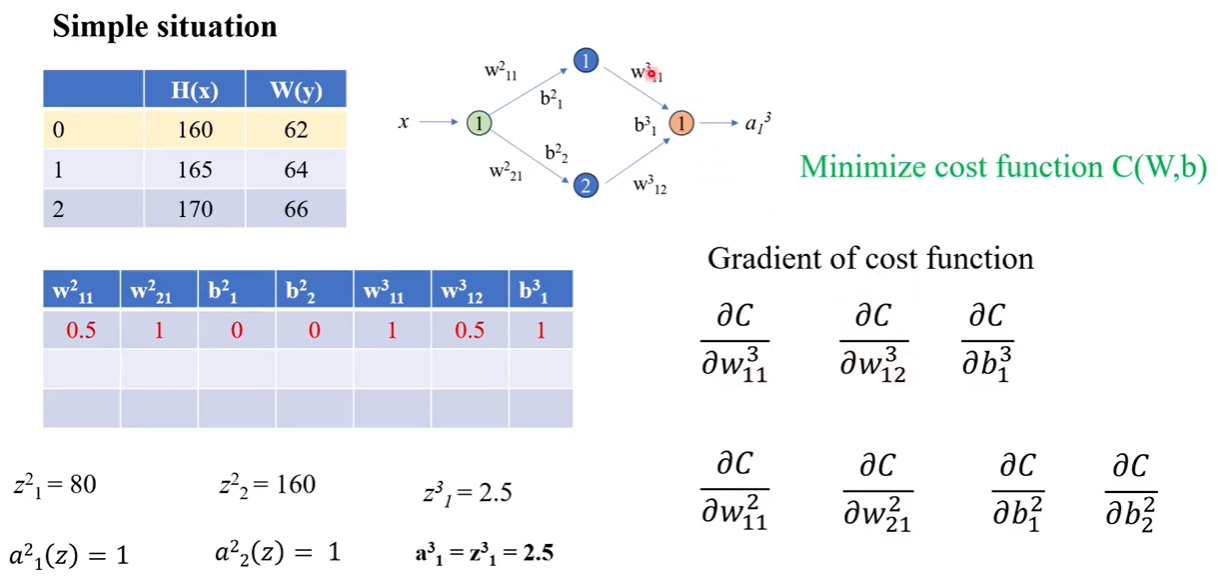 Simple situation
H(x) W(y)
0 160 62
1 165 64
2 170 66
w²₁₁
b²₁
w³₁₁
1
x
1
b³₁
1
a₁³
b²₂
w²₂₁
2
w³₁₂
Minimize cost function C(W,b)
Gradient of cost function
w²₁₁ w²₂₁ b²₁ b²₂ w³₁₁ w³₁₂ b³₁
0.5 1 0 0 1 0.5 1
∂C/∂w³₁₁ ∂C/∂w³₁₂ ∂C/∂b³₁
∂C/∂w²₁₁ ∂C/∂w²₂₁ ∂C/∂b²₁ ∂C/∂b²₂
z²₁ = 80 z²₂ = 160 z³₁ = 2.5
a²₁(z) = 1 a²₂(z) = 1 a³₁ = z³₁ = 2.5